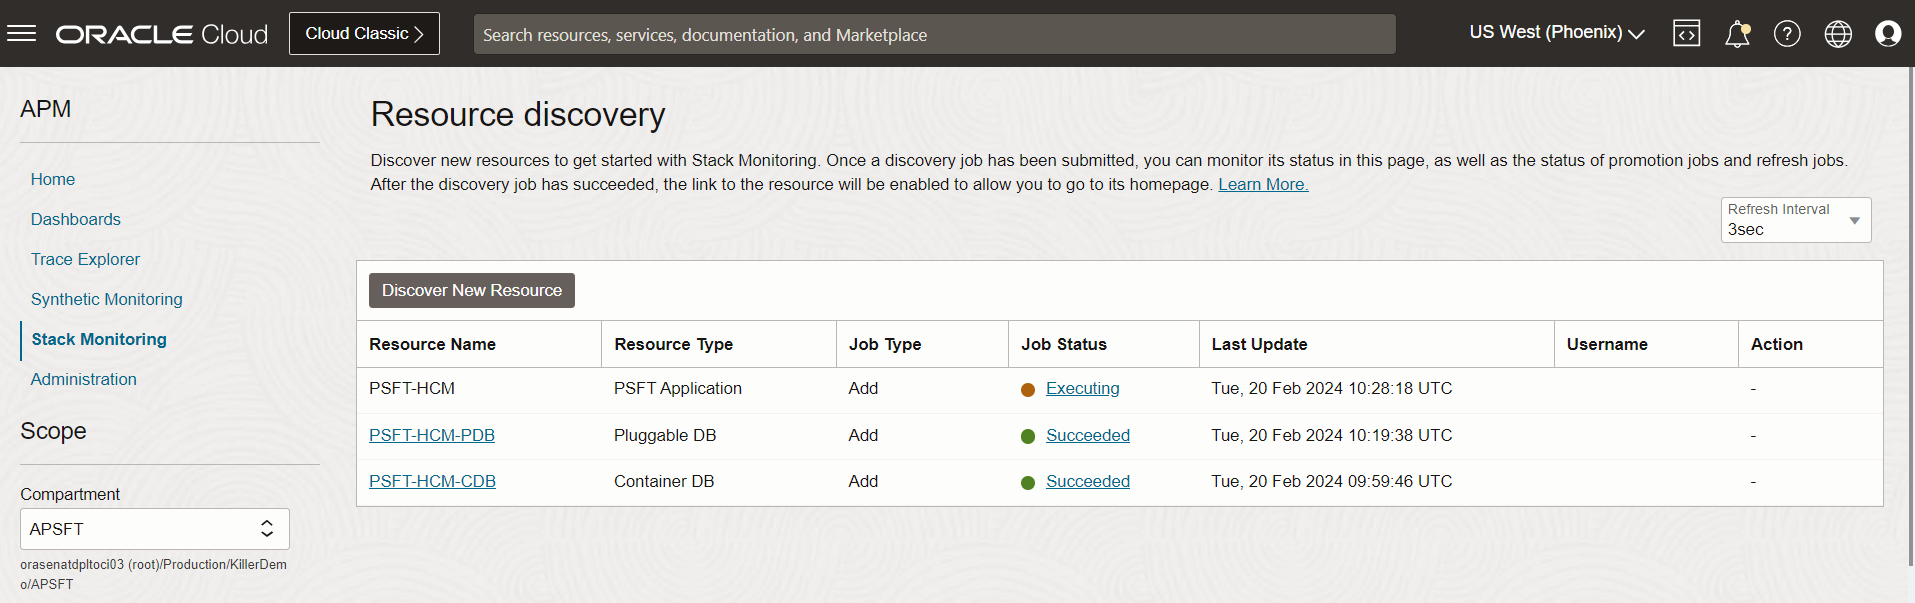 ORACLE Cloud
Cloud Classic
Search resources, services, documentation, and Marketplace
US West (Phoenix)
APM
Home
Dashboards
Trace Explorer
Synthetic Monitoring
Stack Monitoring
Administration
Scope
Compartment
APSFT
orasenatdpltoci03 (root)/Production/KillerDem
o/APSFT
Resource discovery
Discover new resources to get started with Stack Monitoring. Once a discovery job has been submitted, you can monitor its status in this page, as well as the status of promotion jobs and refresh jobs.
After the discovery job has succeeded, the link to the resource will be enabled to allow you to go to its homepage. Learn More.
Refresh Interval
3sec
Discover New Resource
Resource Name Resource Type Job Type Job Status Last Update Username Action
PSFT-HCM PSFT Application Add Executing Tue, 20 Feb 2024 10:28:18 UTC -
PSFT-HCM-PDB Pluggable DB Add Succeeded Tue, 20 Feb 2024 10:19:38 UTC -
PSFT-HCM-CDB Container DB Add Succeeded Tue, 20 Feb 2024 09:59:46 UTC -